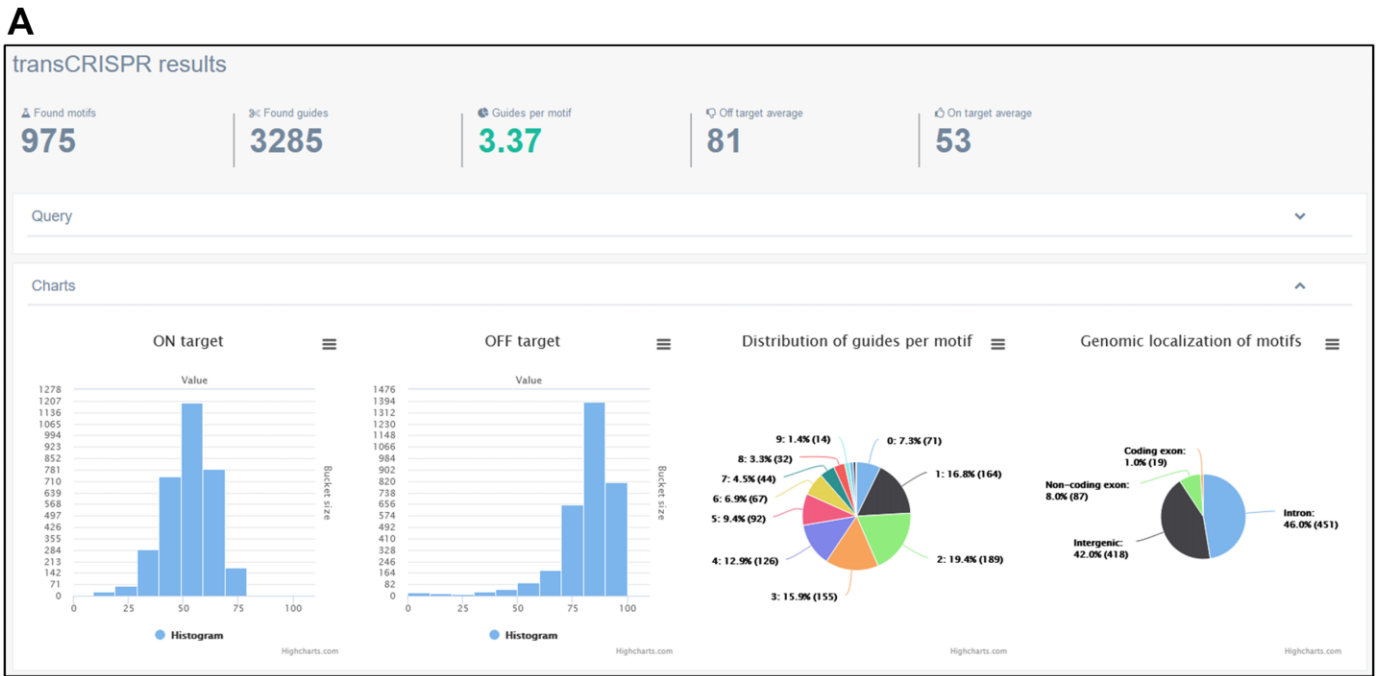 A
transCRISPR results
Found motifs
975
Found guides
3285
Guides per motif
3.37
Off target average
81
On target average
53
Query
Charts
ON target
Value
1278
1207
1136
1065
994
923
852
781
710
639
568
497
426
355
284
213
142
71
0
0 25 50 75 100
Bucket size
Histogram
Highcharts.com
OFF target
Value
1476
1394
1312
1230
1148
1066
984
902
820
738
656
574
492
410
328
246
164
82
0
0 25 50 75 100
Bucket size
Histogram
Highcharts.com
Distribution of guides per motif
0: 7.3% (71)
1: 16.8% (164)
2: 19.4% (189)
3: 15.9% (155)
4: 12.9% (126)
5: 9.4% (92)
6: 6.9% (67)
7: 4.5% (44)
8: 3.3% (32)
9: 1.4% (14)
Highcharts.com
Genomic localization of motifs
Coding exon:
1.0% (19)
Non-coding exon:
8.0% (87)
Intergenic:
42.0% (418)
Intron:
46.0% (451)
Highcharts.com